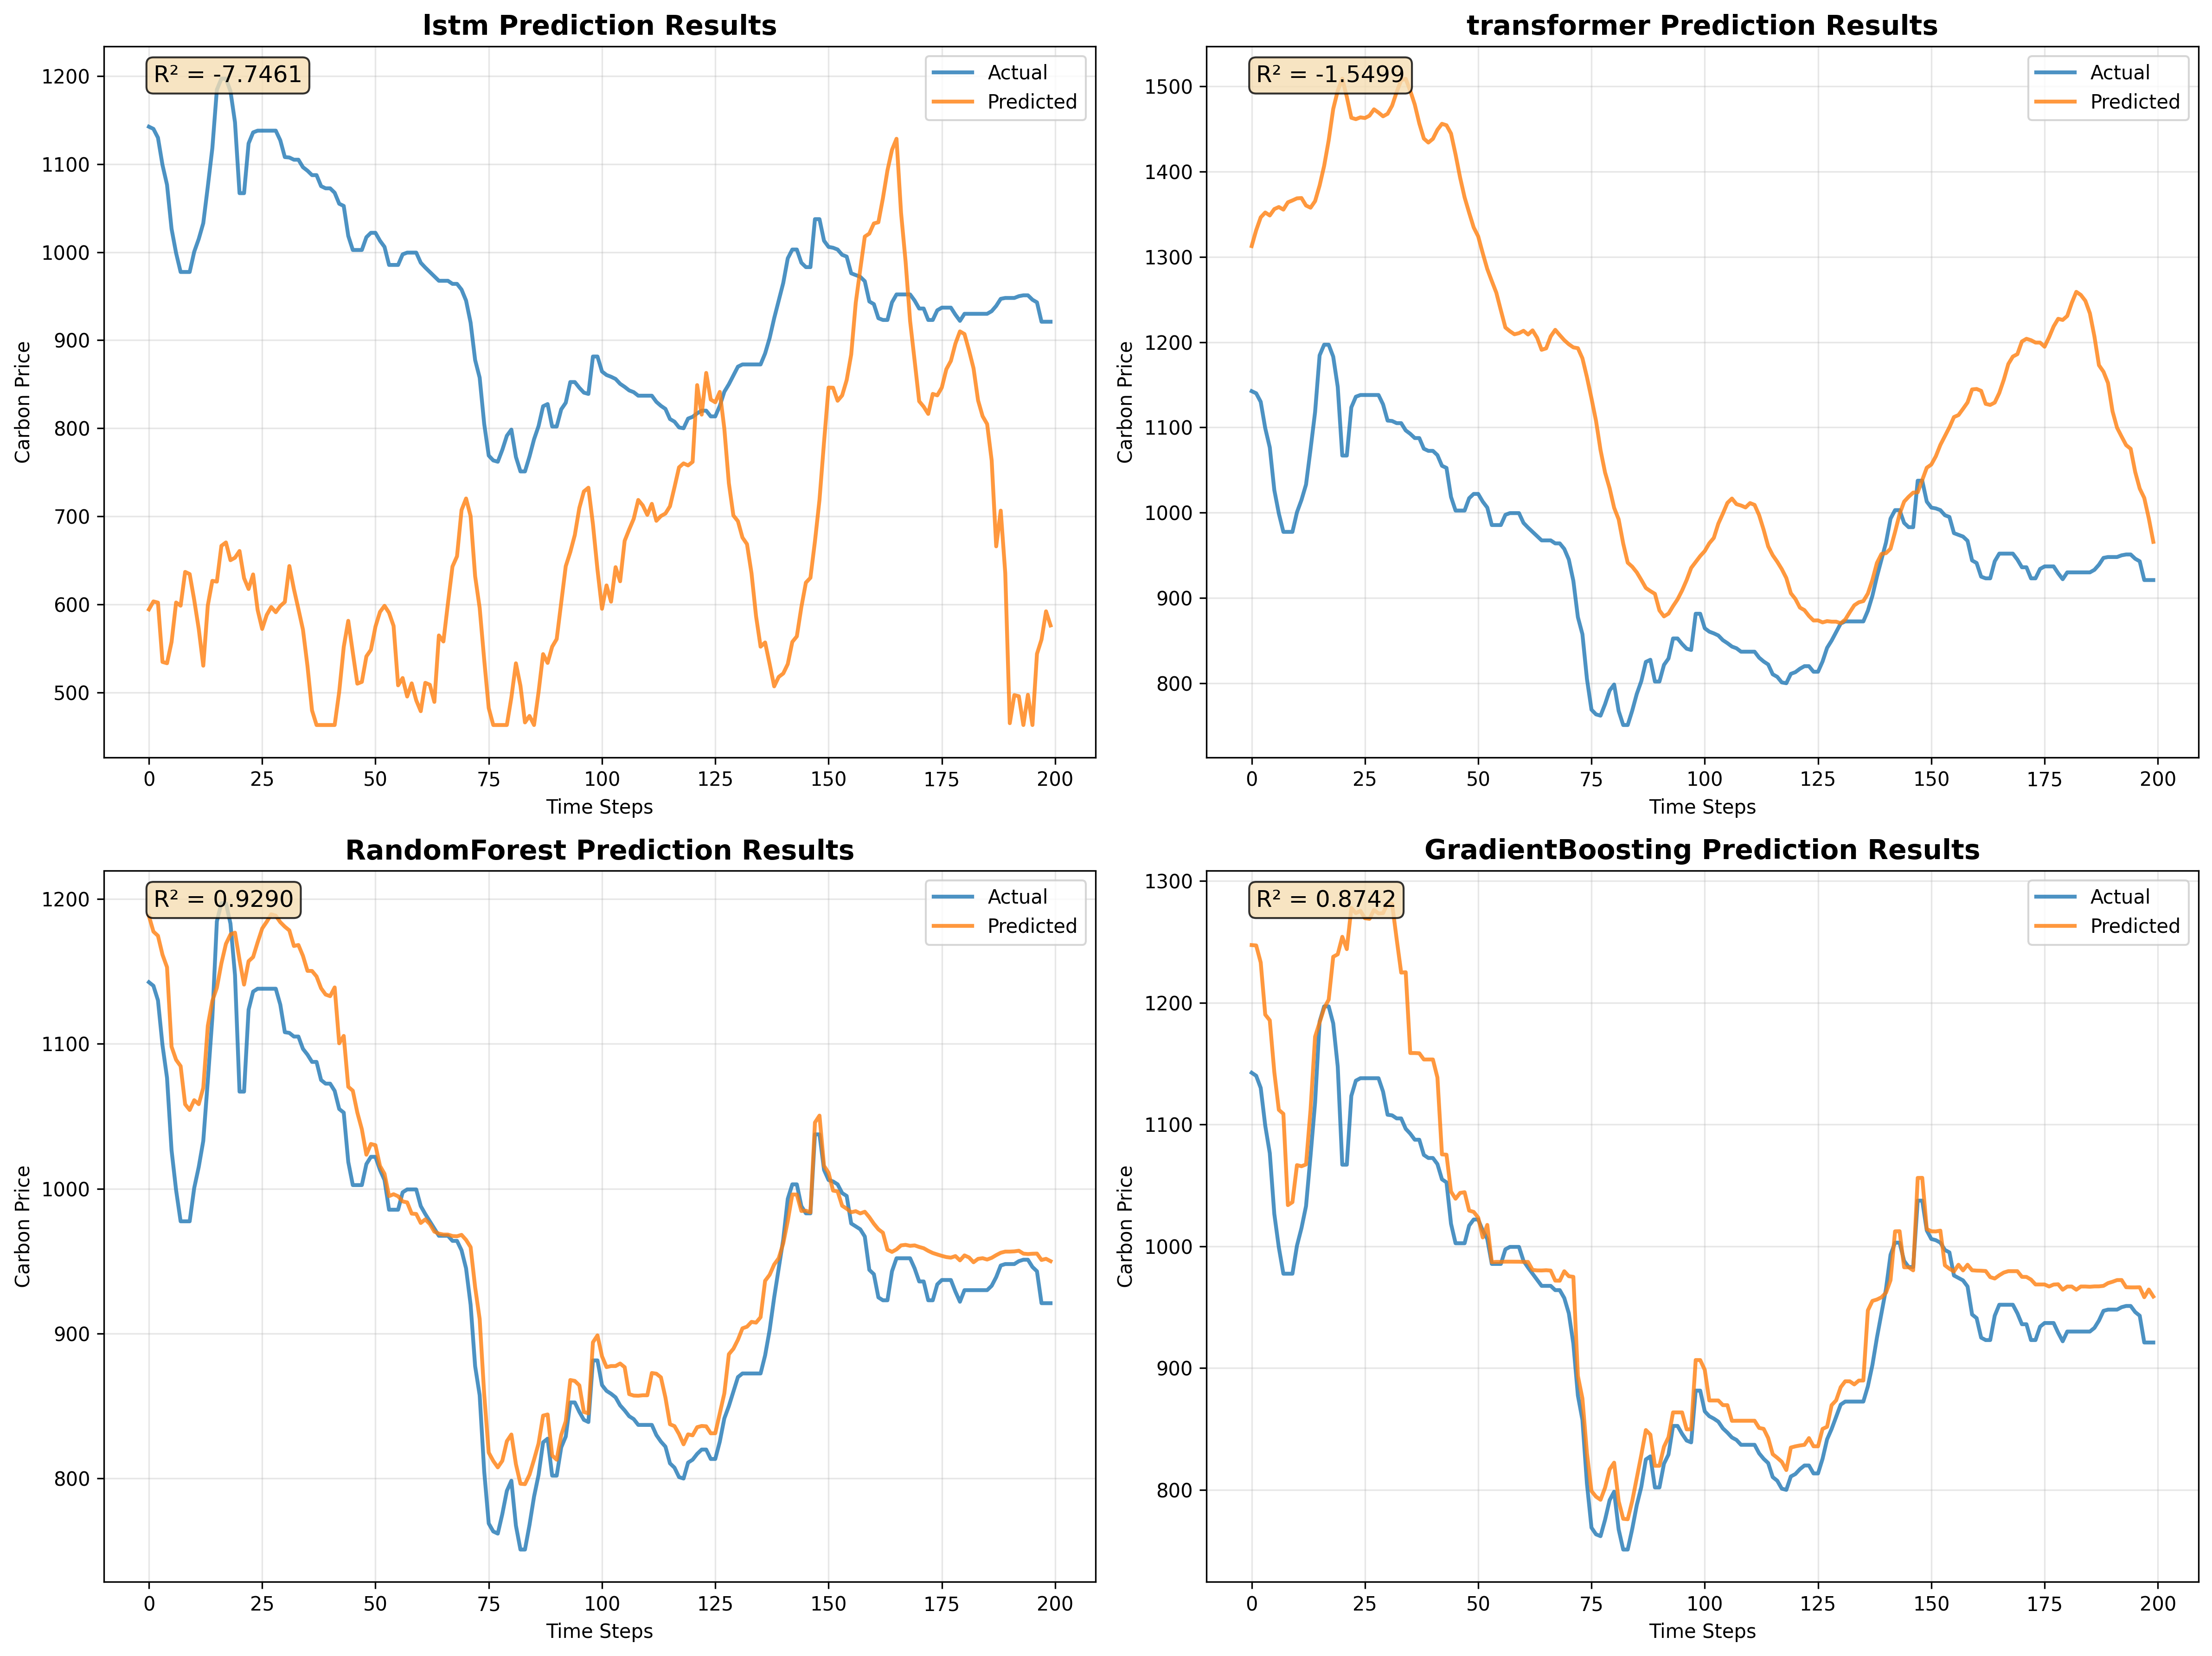 lstm Prediction Results
R² = -7.7461
Actual
Predicted
Carbon Price
1200
1100
1000
900
800
700
600
500
0 25 50 75 100 125 150 175 200
Time Steps
transformer Prediction Results
R² = -1.5499
Actual
Predicted
Carbon Price
1500
1400
1300
1200
1100
1000
900
800
0 25 50 75 100 125 150 175 200
Time Steps
RandomForest Prediction Results
R² = 0.9290
Actual
Predicted
Carbon Price
1200
1100
1000
900
800
0 25 50 75 100 125 150 175 200
Time Steps
GradientBoosting Prediction Results
R² = 0.8742
Actual
Predicted
Carbon Price
1300
1200
1100
1000
900
800
0 25 50 75 100 125 150 175 200
Time Steps